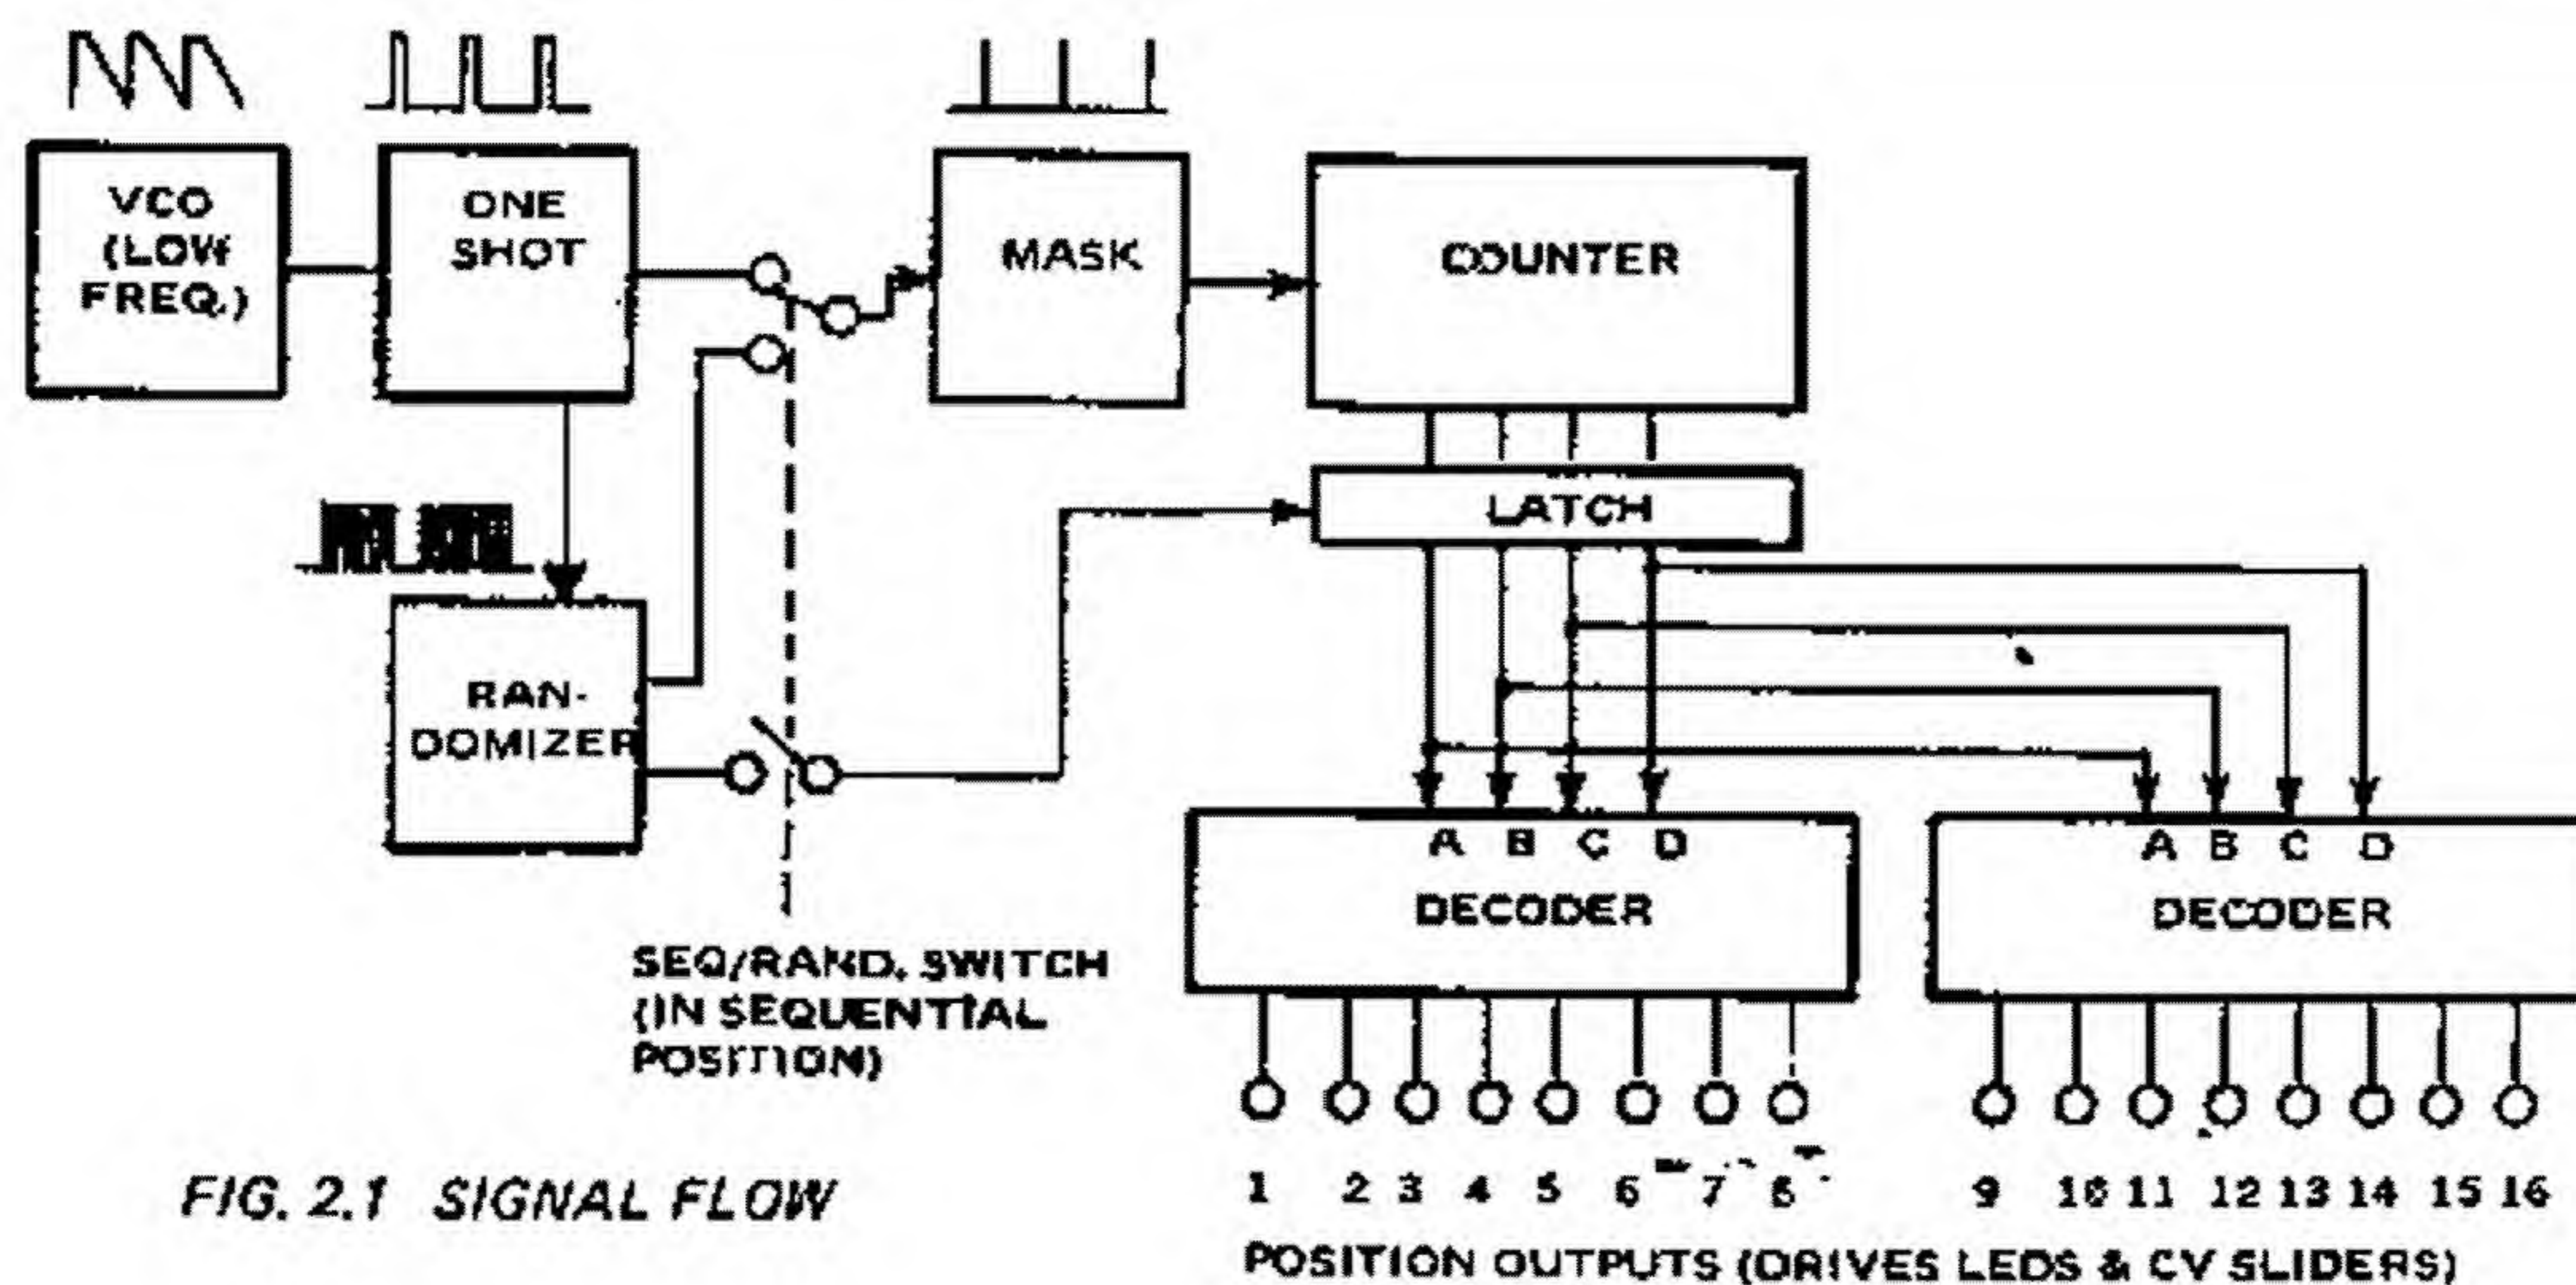 VCO
(LOW
FREQ.)
ONE
SHOT
MASK
COUNTER
LATCH
RAN-
DOMIZER
A B C D
DECODER
A B C D
DECODER
SEQ/RAND. SWITCH
(IN SEQUENTIAL
POSITION)
1 2 3 4 5 6 7 8
9 10 11 12 13 14 15 16
FIG. 2.1 SIGNAL FLOW
POSITION OUTPUTS (DRIVES LEDS & CV SLIDERS)